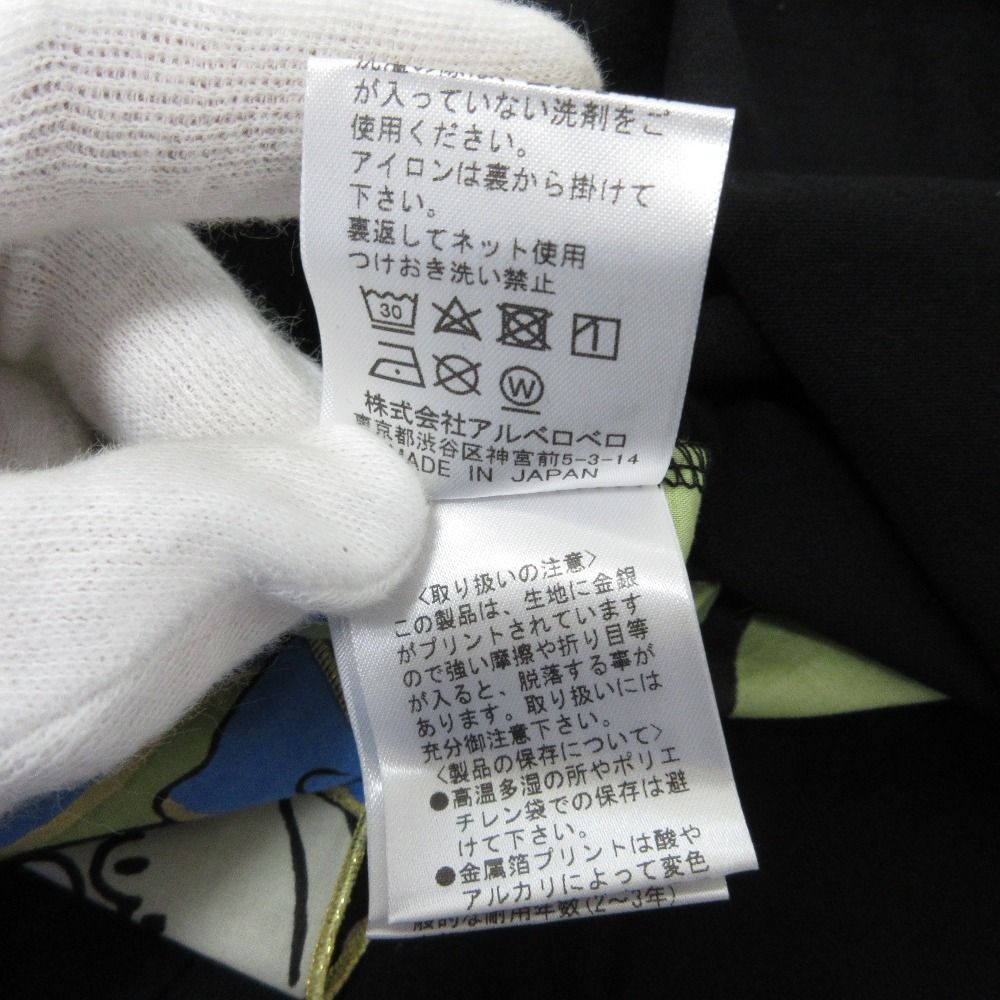 が入っていない洗剤をご
使用ください。
アイロンは裏から掛けて
下さい。
裏返してネット使用
つけおき洗い禁止
30
W
株式会社アルベロベロ
東京都渋谷区神宮前5-3-14
MADE IN JAPAN
〈取り扱いの注意〉
この製品は、生地に金銀
がプリントされています
ので強い摩擦や折り目等
が入ると、脱落する事が
あります。取り扱いには
充分御注意下さい。
〈製品の保存について〉
●高温多湿の所やポリエ
チレン袋での保存は避
けて下さい。
●金属箔プリントは酸や
アルカリによって変色
般的な耐用年数(2〜3年)